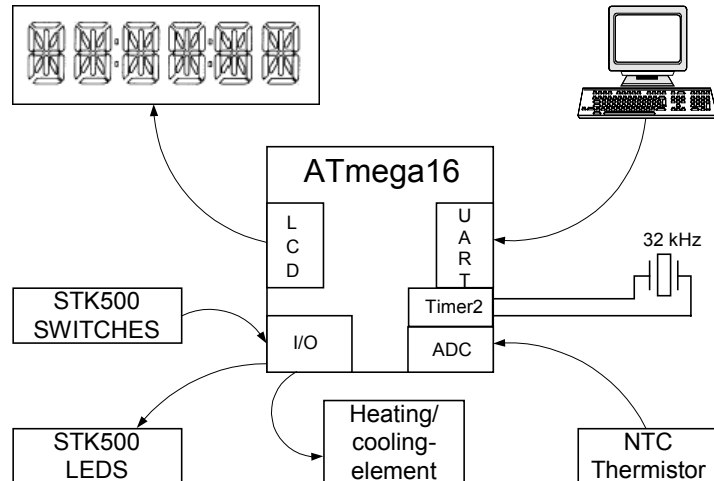 ATmega16
L
C
D
U
A
R
T
32 kHz
Timer2
STK500
SWITCHES
I/O
ADC
STK500
LEDS
Heating/
cooling-
element
NTC
Thermistor